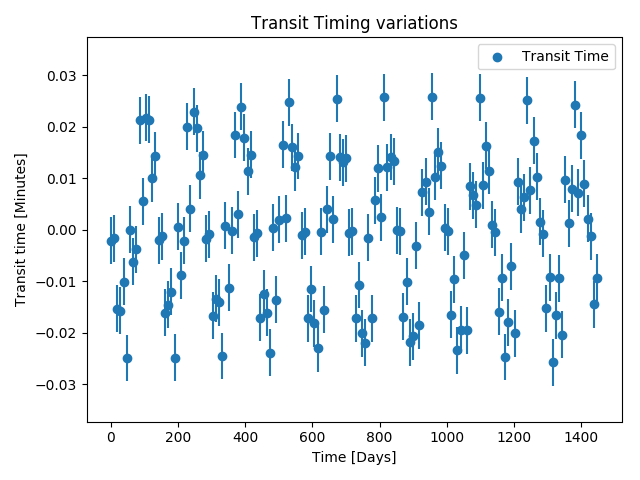 Transit Timing variations
Transit Time
0.03
0.02
0.01
0.00
−0.01
−0.02
−0.03
Transit time [Minutes]
0 200 400 600 800 1000 1200 1400
Time [Days]